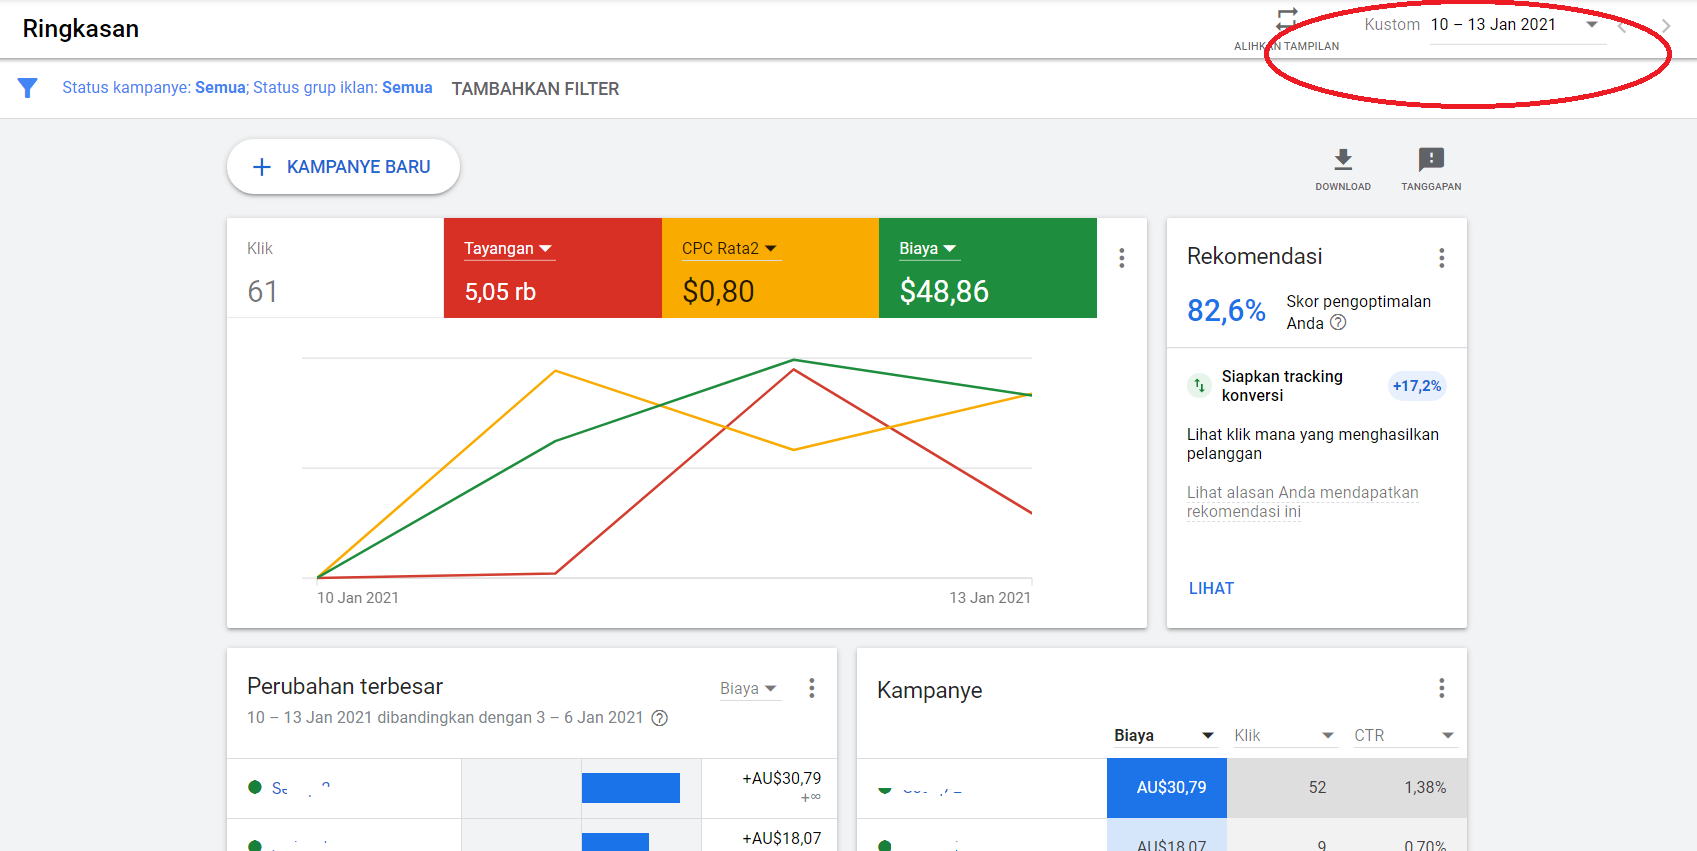 Ringkasan
ALIHKAN TAMPILAN
Kustom 10 – 13 Jan 2021
Status kampanye: Semua; Status grup iklan: Semua TAMBAHKAN FILTER
+ KAMPANYE BARU
DOWNLOAD
TANGGAPAN
Klik
61
Tayangan
5,05 rb
CPC Rata2
$0,80
Biaya
$48,86
10 Jan 2021
13 Jan 2021
Rekomendasi
82,6%
Skor pengoptimalan
Anda
Siapkan tracking
konversi
+17,2%
Lihat klik mana yang menghasilkan
pelanggan
Lihat alasan Anda mendapatkan
rekomendasi ini
LIHAT
Perubahan terbesar
Biaya
10 – 13 Jan 2021 dibandingkan dengan 3 – 6 Jan 2021
+AU$30,79
+∞
+AU$18,07
Kampanye
Biaya Klik CTR
AU$30,79 52 1,38%
AU$18,07 9 0,70%